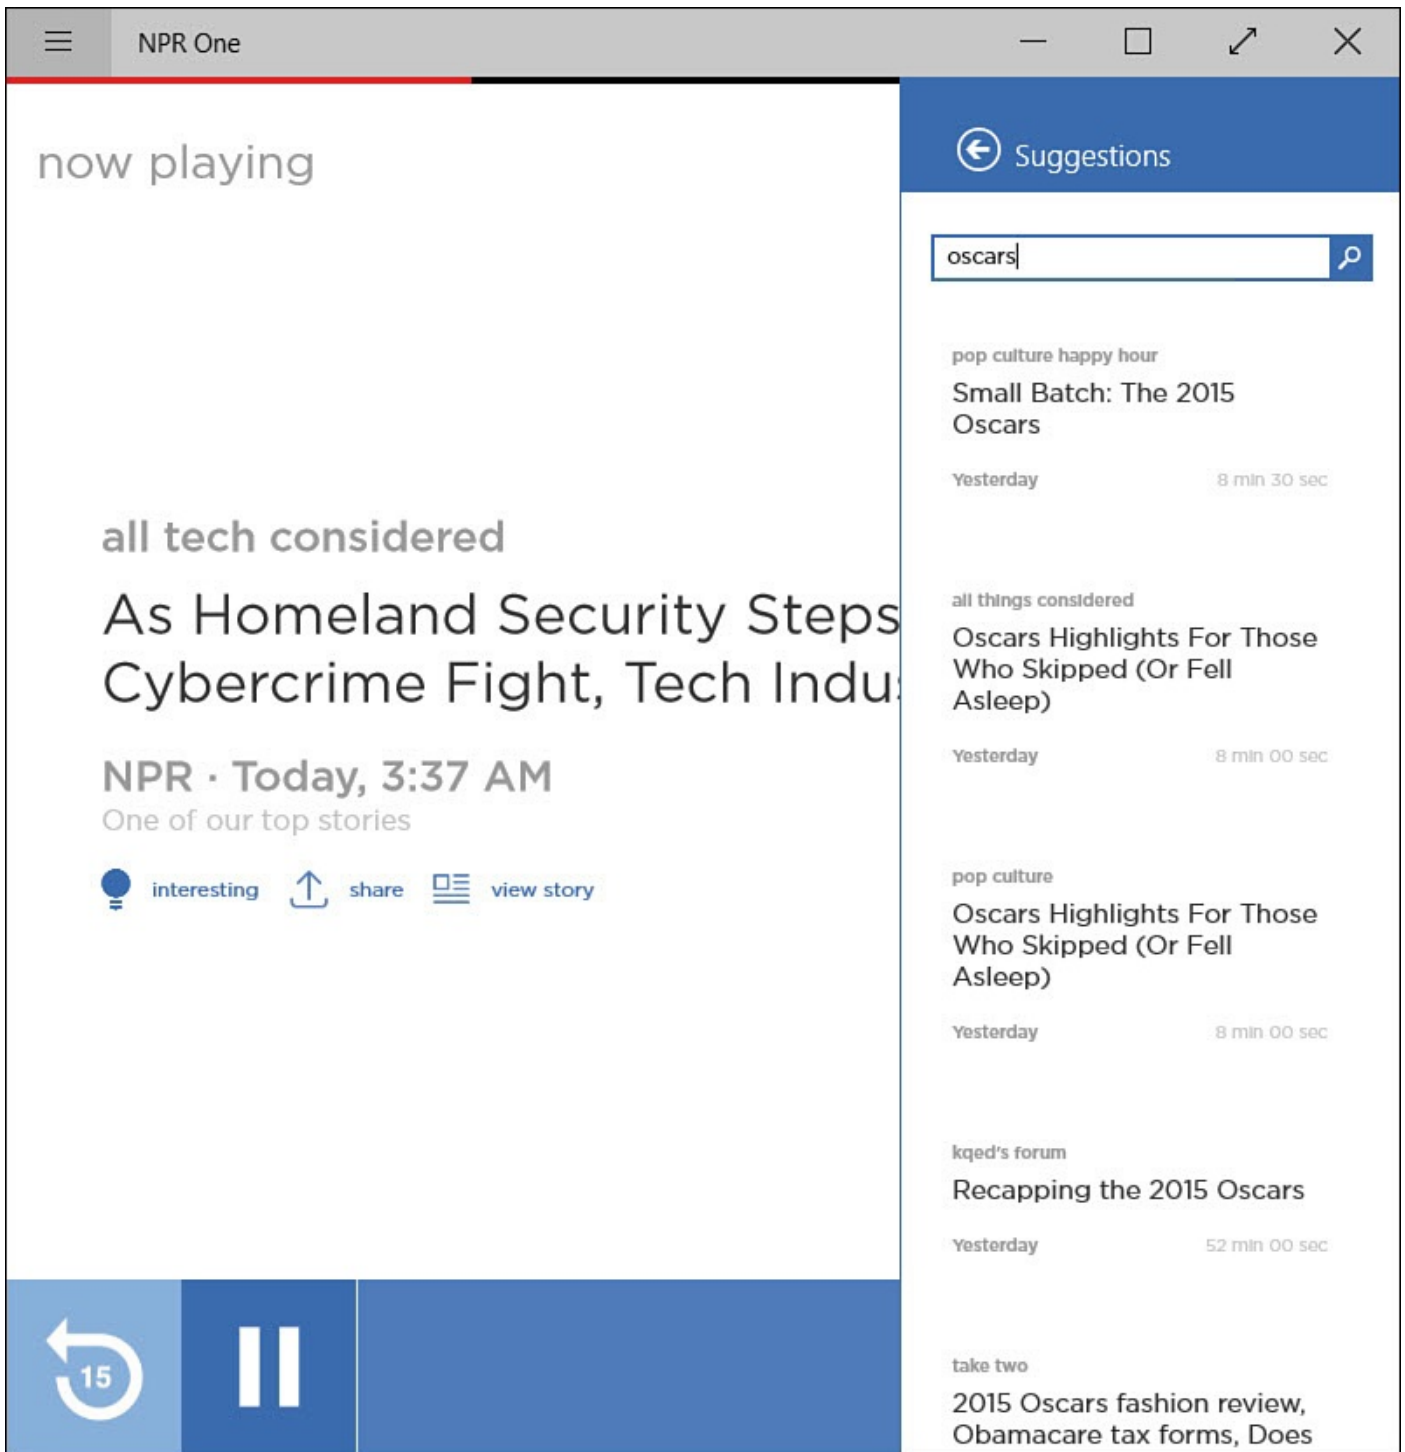 NPR One
now playing
all tech considered
As Homeland Security Steps
Cybercrime Fight, Tech Indu
NPR · Today, 3:37 AM
One of our top stories
interesting share view story
15
Suggestions
oscars
pop culture happy hour
Small Batch: The 2015
Oscars
Yesterday 8 min 30 sec
all things considered
Oscars Highlights For Those
Who Skipped (Or Fell
Asleep)
Yesterday 8 min 00 sec
pop culture
Oscars Highlights For Those
Who Skipped (Or Fell
Asleep)
Yesterday 8 min 00 sec
kqed's forum
Recapping the 2015 Oscars
Yesterday 52 min 00 sec
take two
2015 Oscars fashion review,
Obamacare tax forms, Does